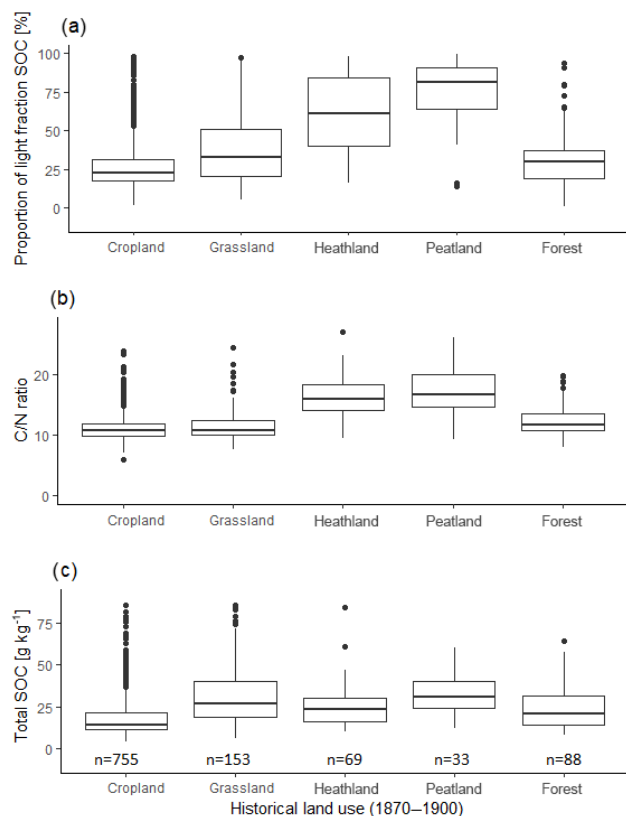 (a)
Proportion of light fraction SOC [%]
100
75
50
25
0
Cropland Grassland Heathland Peatland Forest
(b)
C/N ratio
20
10
0
Cropland Grassland Heathland Peatland Forest
(c)
Total SOC [g kg⁻¹]
75
50
25
0
n=755 n=153 n=69 n=33 n=88
Cropland Grassland Heathland Peatland Forest
Historical land use (1870–1900)